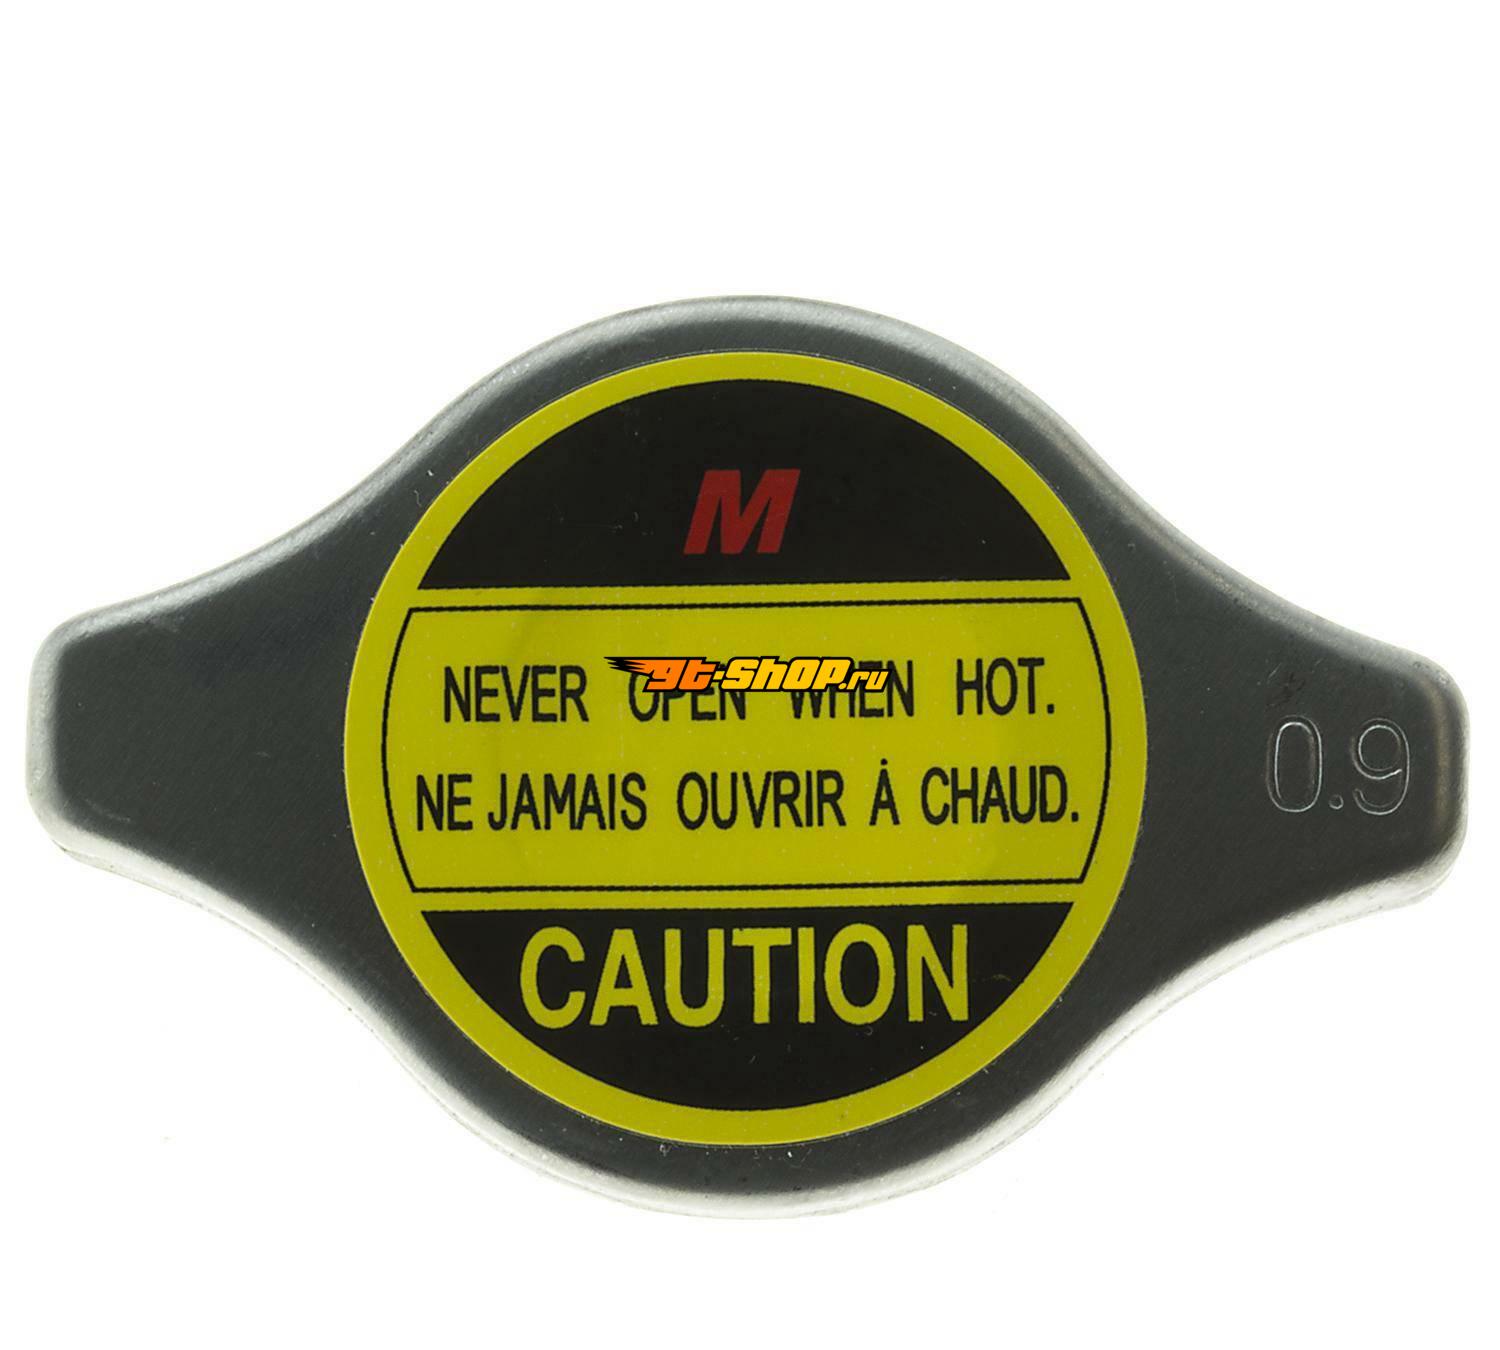 M
gt-shop.ru
NEVER OPEN WHEN HOT.
0.9
NE JAMAIS OUVRIR À CHAUD.
CAUTION